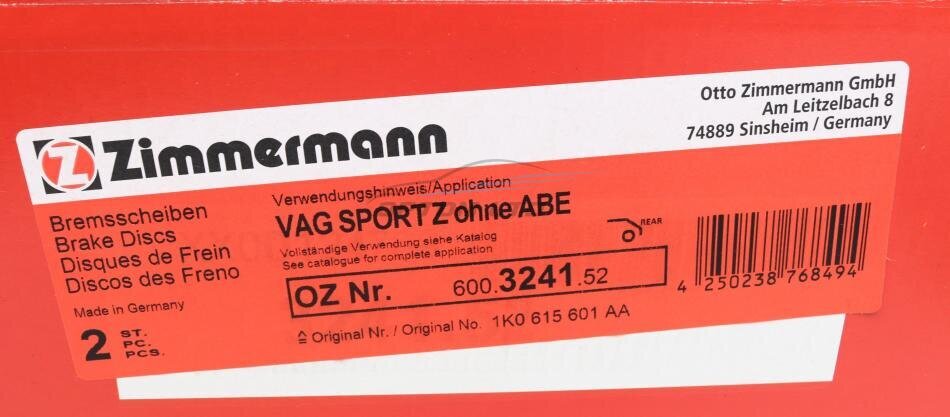 Zimmermann
Otto Zimmermann GmbH
Am Leitzelbach 8
74889 Sinsheim / Germany
Bremsscheiben
Brake Discs
Disques de Frein
Discos des Freno
Made in Germany
2 ST.
PC.
PCS.
Verwendungshinweis/Application
VAG SPORT Z ohne ABE
Vollständige Verwendung siehe Katalog
See catalogue for complete application
REAR
OZ Nr. 600.3241.52
≙ Original Nr. / Original No. 1K0 615 601 AA
4 250238 768494